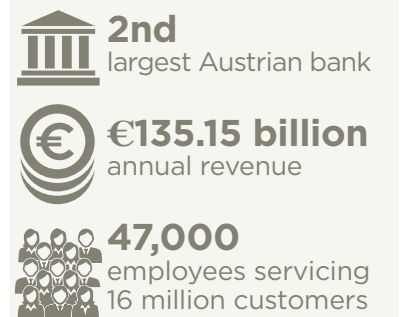 2nd
largest Austrian bank
€
€135.15 billion
annual revenue
47,000
employees servicing
16 million customers